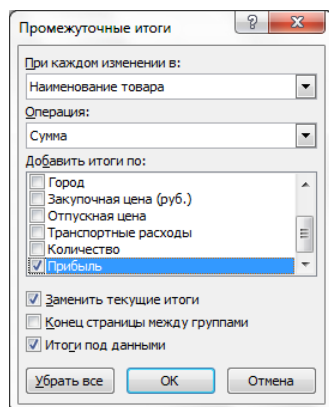 Промежуточные итоги
При каждом изменении в:
Наименование товара
Операция:
Сумма
Добавить итоги по:
Город
Закупочная цена (руб.)
Отпускная цена
Транспортные расходы
Количество
Прибыль
Заменить текущие итоги
Конец страницы между группами
Итоги под данными
Убрать все ОК Отмена